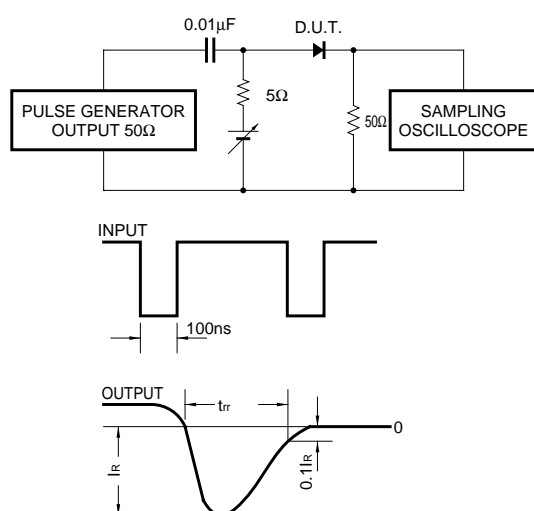 0.01μF
D.U.T.
5Ω
PULSE GENERATOR
OUTPUT 50Ω
50Ω
SAMPLING
OSCILLOSCOPE
INPUT
100ns
OUTPUT
trr
0
IR
0.1IR